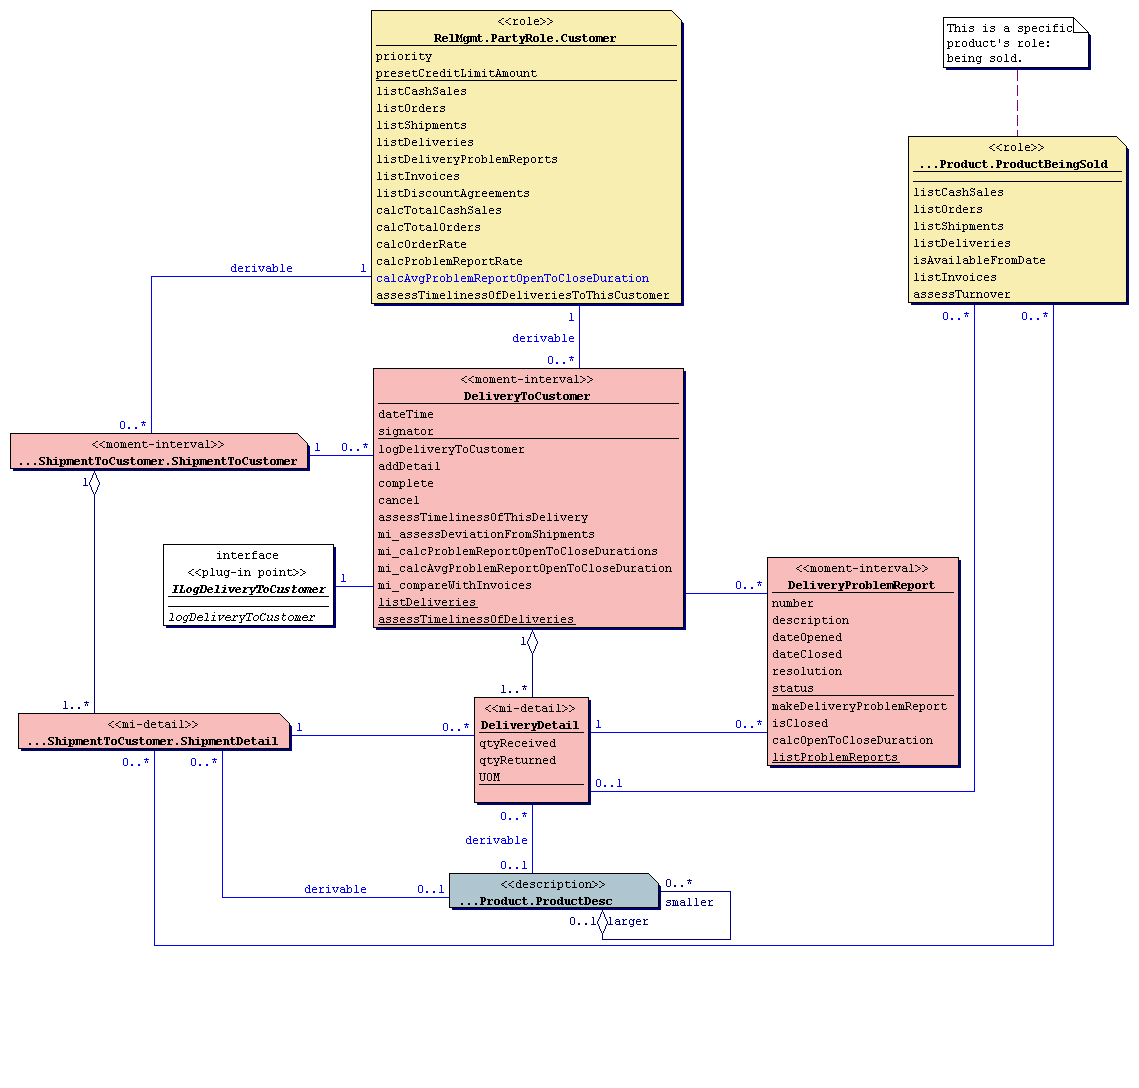 <<role>>
RelMgmt.PartyRole.Customer
priority
presetCreditLimitAmount
listCashSales
listOrders
listShipments
listDeliveries
listDeliveryProblemReports
listInvoices
listDiscountAgreements
calcTotalCashSales
calcTotalOrders
calcOrderRate
calcProblemReportRate
calcAvgProblemReportOpenToCloseDuration
assessTimelinessOfDeliveriesToThisCustomer
This is a specific
product's role:
being sold.
<<role>>
...Product.ProductBeingSold
listCashSales
listOrders
listShipments
listDeliveries
isAvailableFromDate
listInvoices
assessTurnover
0..*
0..*
derivable
1
0..*
1
derivable
0..*
<<moment-interval>>
...ShipmentToCustomer.ShipmentToCustomer
1
0..*
1
<<moment-interval>>
DeliveryToCustomer
dateTime
signator
logDeliveryToCustomer
addDetail
complete
cancel
assessTimelinessOfThisDelivery
mi_assessDeviationFromShipments
mi_calcProblemReportOpenToCloseDurations
mi_calcAvgProblemReportOpenToCloseDuration
mi_compareWithInvoices
listDeliveries
assessTimelinessOfDeliveries
interface
<<plug-in point>>
ILogDeliveryToCustomer
logDeliveryToCustomer
1
0..*
<<moment-interval>>
DeliveryProblemReport
number
description
dateOpened
dateClosed
resolution
status
makeDeliveryProblemReport
isClosed
calcOpenToCloseDuration
listProblemReports
1
1..*
1..*
<<mi-detail>>
...ShipmentToCustomer.ShipmentDetail
1
0..*
0..*
0..*
<<mi-detail>>
DeliveryDetail
qtyReceived
qtyReturned
UOM
1
0..*
0..1
0..*
derivable
0..1
derivable
0..1
<<description>>
...Product.ProductDesc
0..*
smaller
0..1
larger